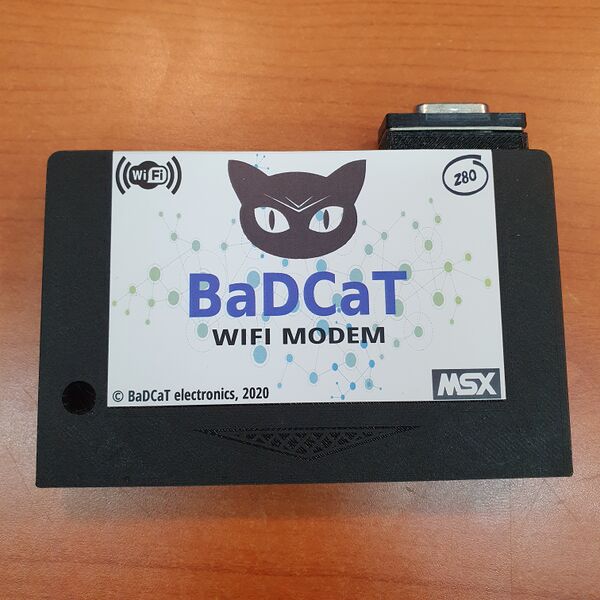 WiFi
Z80
BaDCaT
WIFI MODEM
© BaDCaT electronics, 2020
MSX